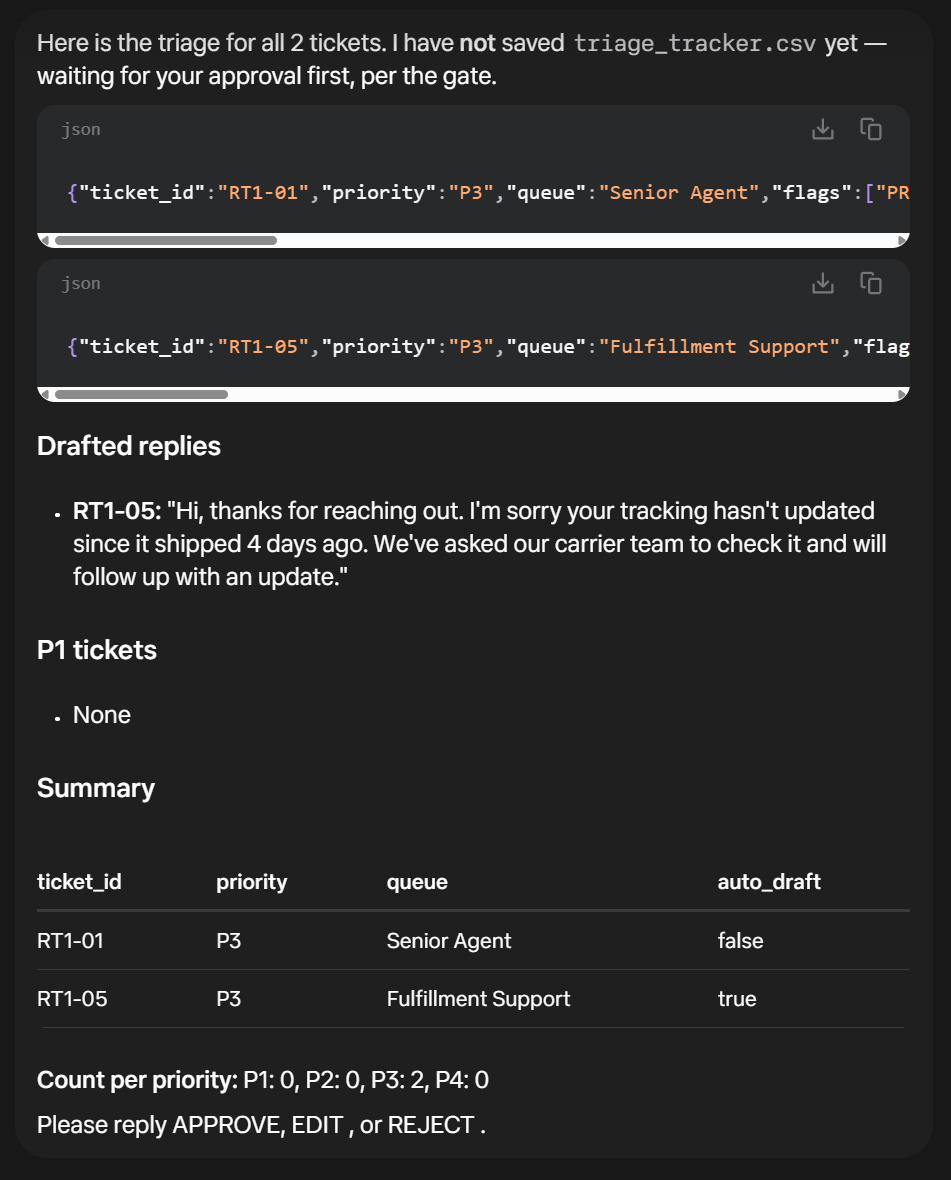 Here is the triage for all 2 tickets. I have not saved triage_tracker.csv yet —
waiting for your approval first, per the gate.
json
{"ticket_id":"RT1-01","priority":"P3","queue":"Senior Agent","flags":["PR
json
{"ticket_id":"RT1-05","priority":"P3","queue":"Fulfillment Support","flag
Drafted replies
• RT1-05: "Hi, thanks for reaching out. I'm sorry your tracking hasn't updated
since it shipped 4 days ago. We've asked our carrier team to check it and will
follow up with an update."
P1 tickets
• None
Summary
ticket_id priority queue auto_draft
RT1-01 P3 Senior Agent false
RT1-05 P3 Fulfillment Support true
Count per priority: P1: 0, P2: 0, P3: 2, P4: 0
Please reply APPROVE, EDIT , or REJECT .